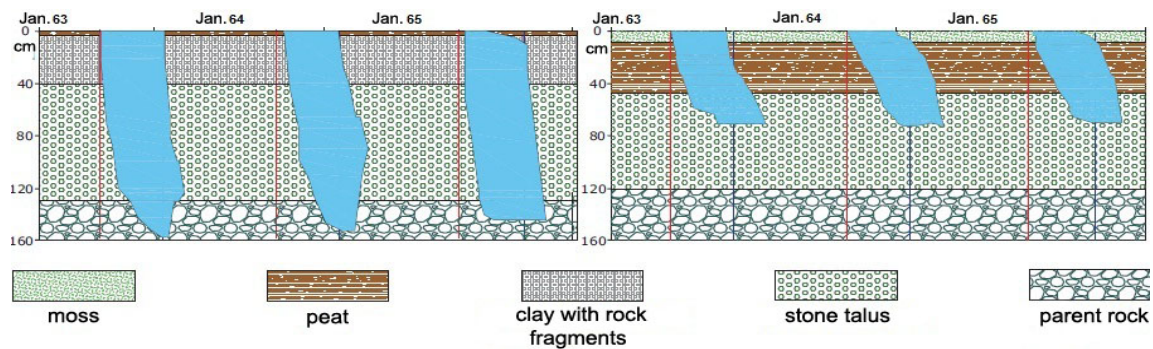 Jan. 63 Jan. 64 Jan. 65
0
cm
40
80
120
160
Jan. 63 Jan. 64 Jan. 65
0
cm
40
80
120
160
moss
peat
clay with rock
fragments
stone talus
parent rock